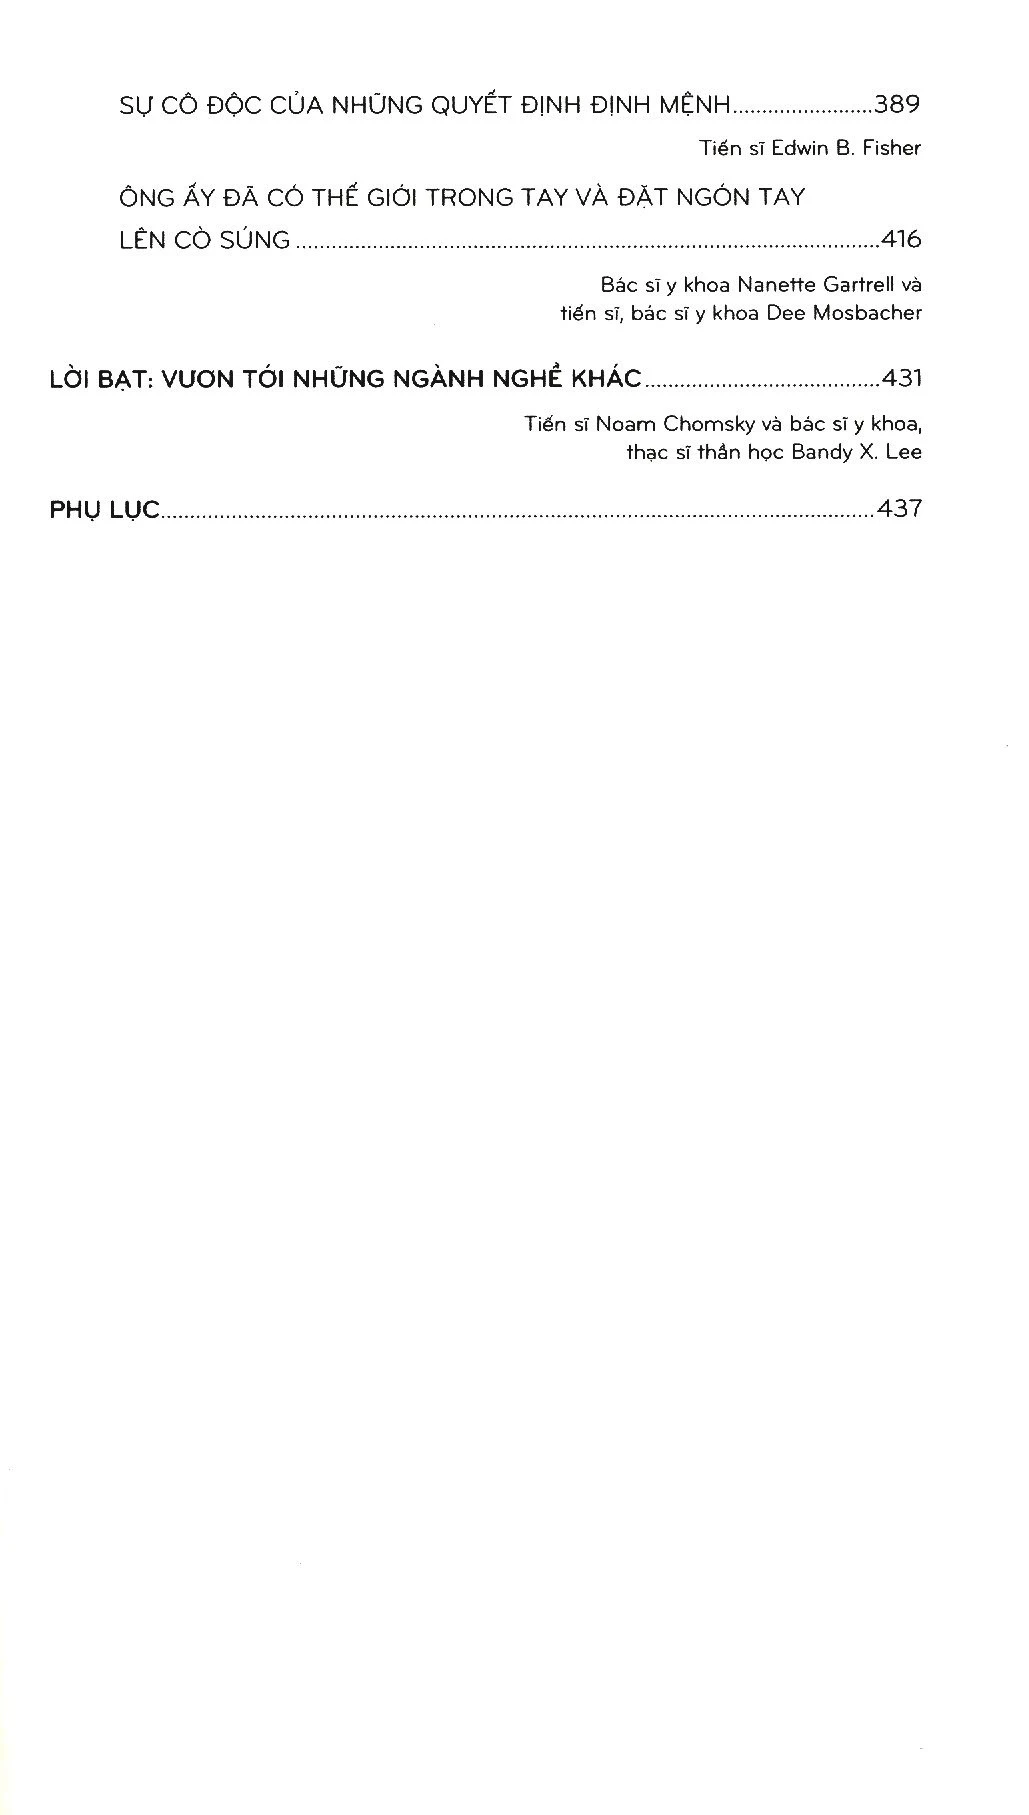 SỰ CÔ ĐỘC CỦA NHỮNG QUYẾT ĐỊNH ĐỊNH MỆNH.......................389
Tiến sĩ Edwin B. Fisher
ÔNG ẤY ĐÃ CÓ THẾ GIỚI TRONG TAY VÀ ĐẶT NGÓN TAY
LÊN CÒ SÚNG.................................................................................................416
Bác sĩ y khoa Nanette Gartrell và
tiến sĩ, bác sĩ y khoa Dee Mosbacher
LỜI BẠT: VƯƠN TỚI NHỮNG NGÀNH NGHỀ KHÁC.......................................431
Tiến sĩ Noam Chomsky và bác sĩ y khoa,
thạc sĩ thần học Bandy X. Lee
PHỤ LỤC.......................................................................................................................437